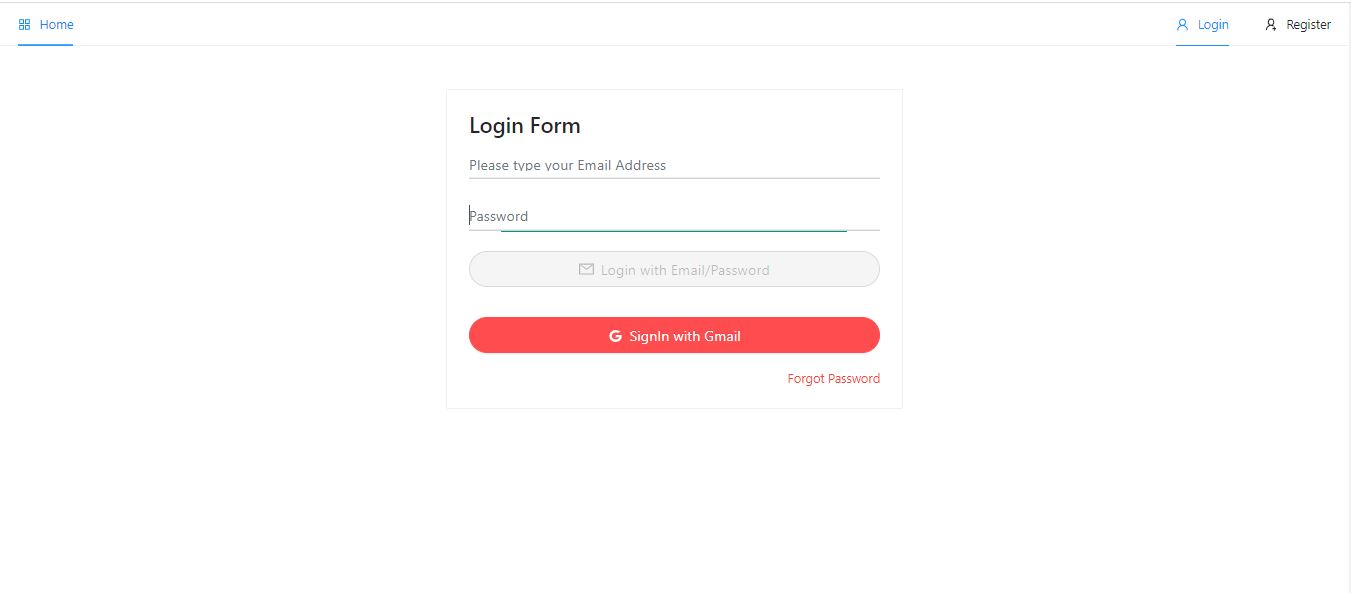 Home
Login
Register
Login Form
Please type your Email Address
Password
Login with Email/Password
G SignIn with Gmail
Forgot Password